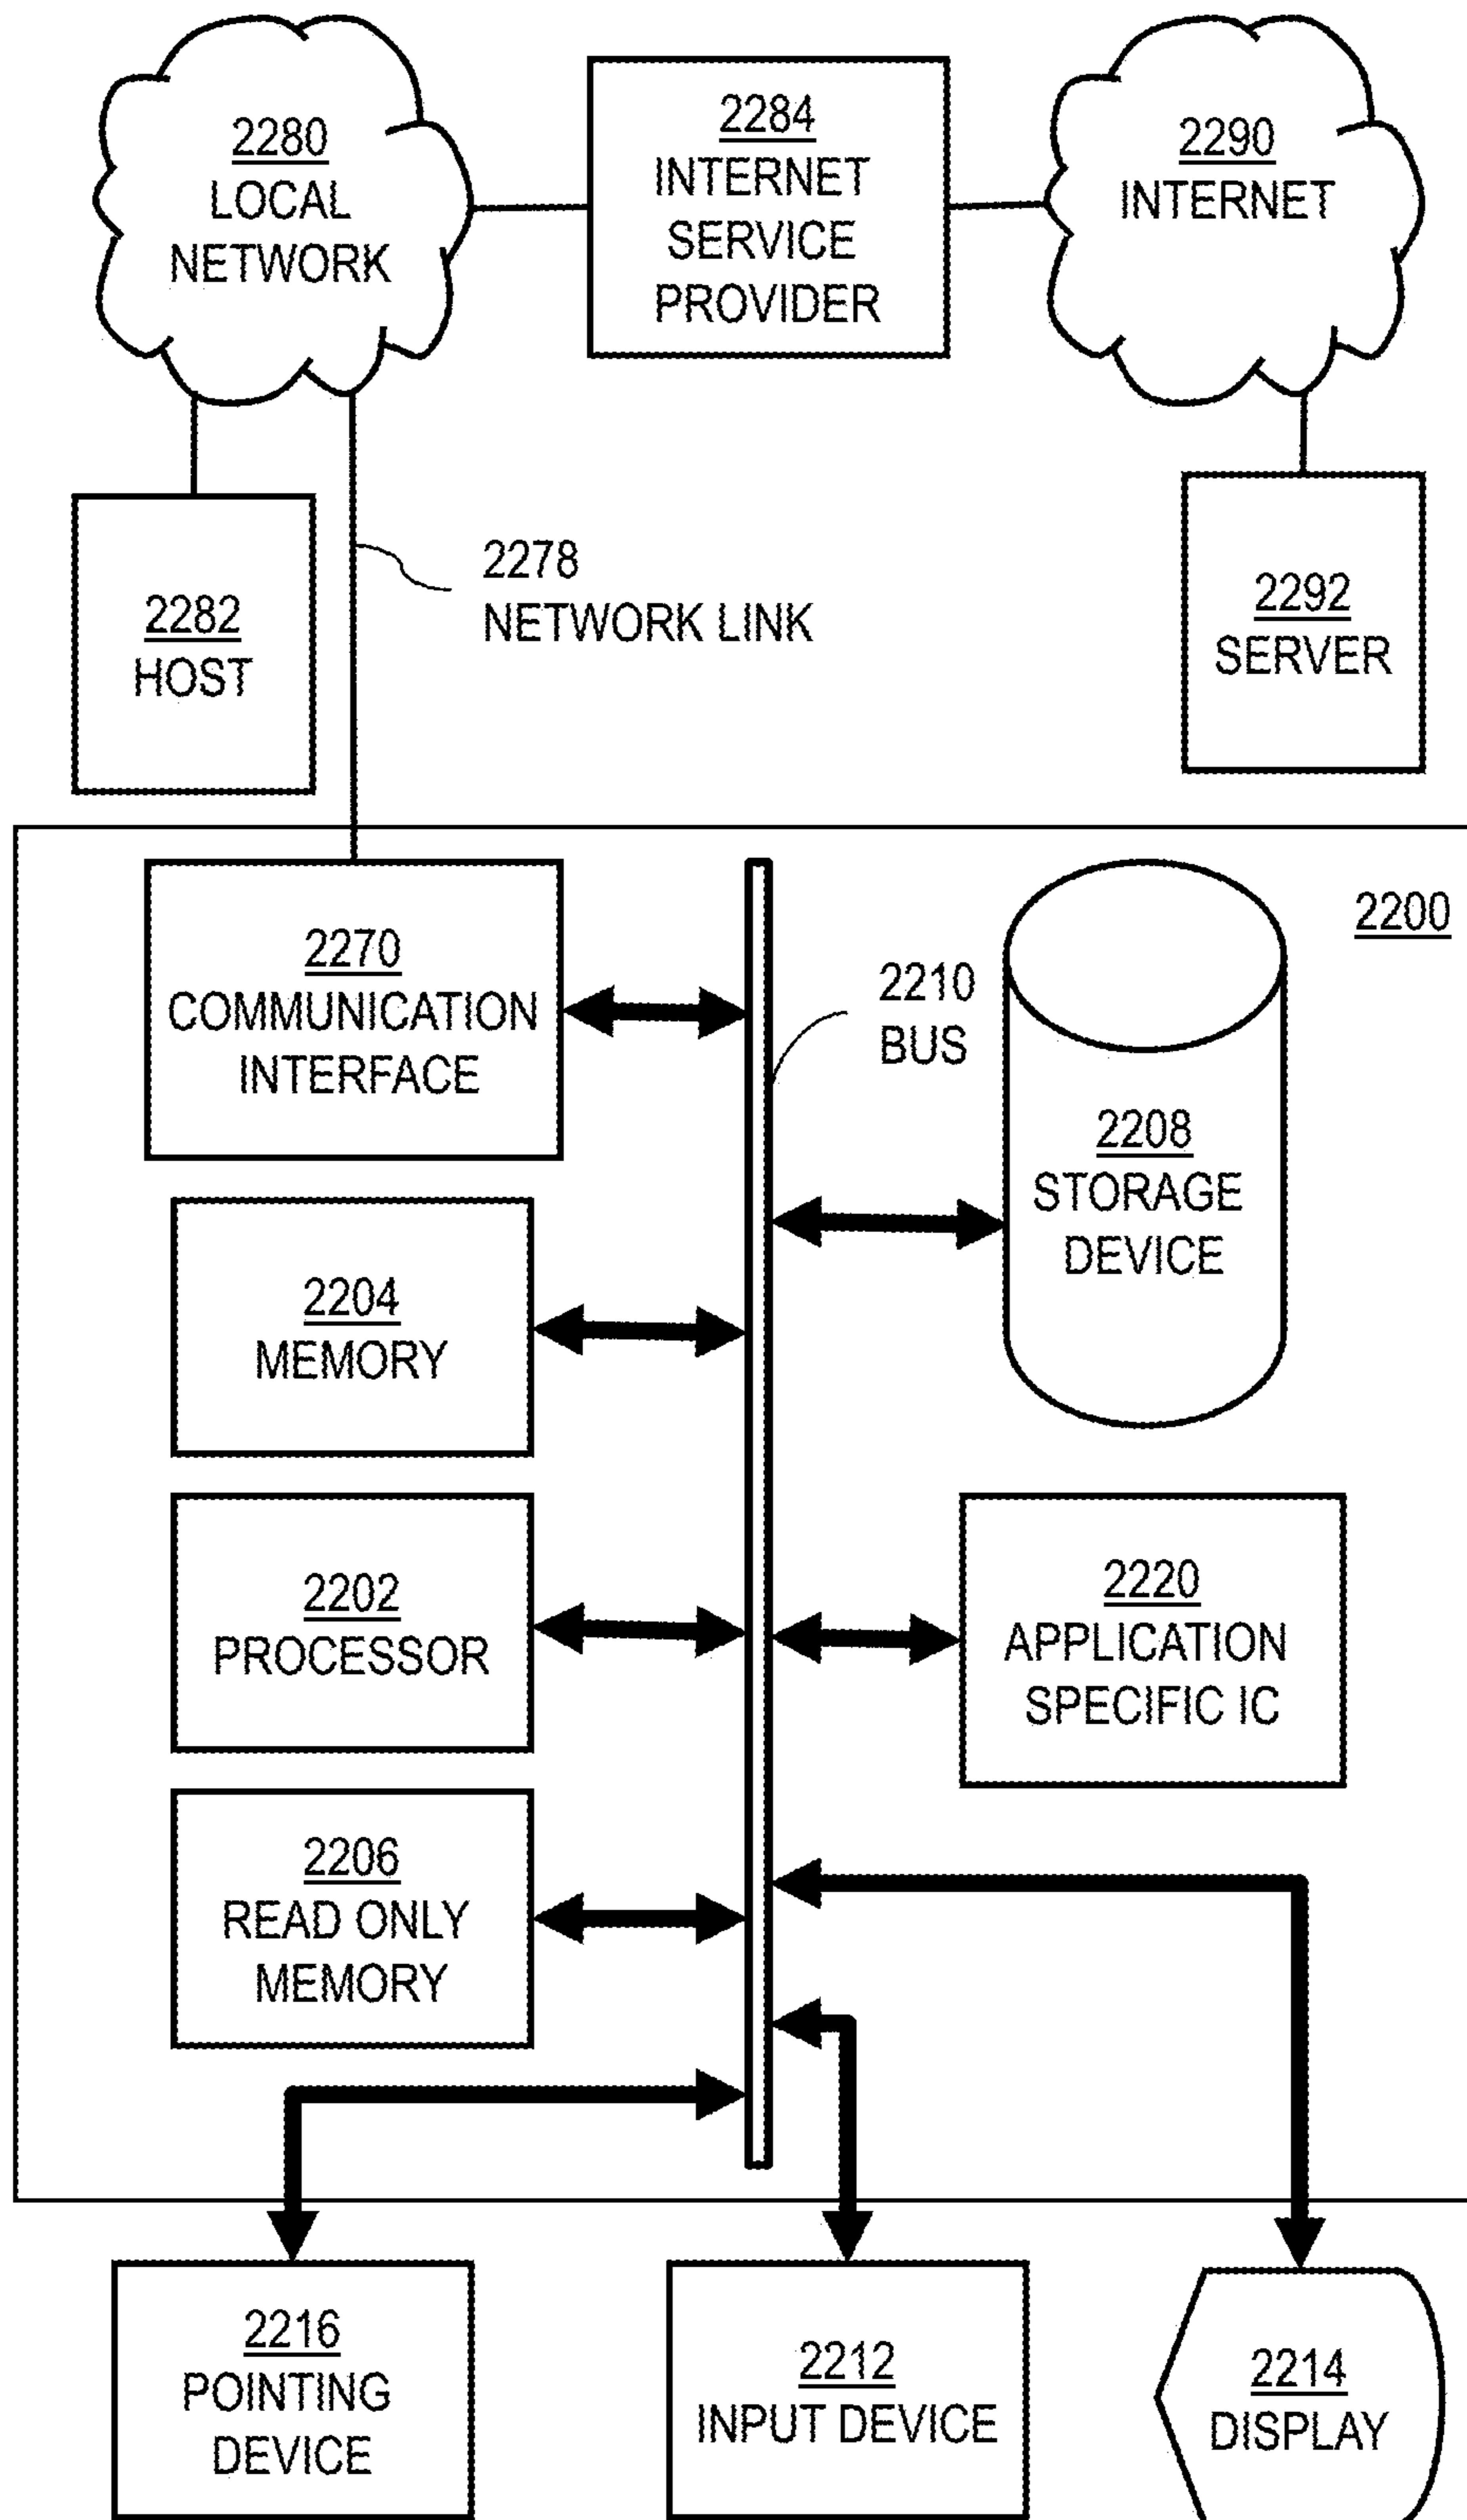 2280
LOCAL
NETWORK
2284
INTERNET
SERVICE
PROVIDER
2290
INTERNET
2282
HOST
2278
NETWORK LINK
2292
SERVER
2200
2270
COMMUNICATION
INTERFACE
2210
BUS
2208
STORAGE
DEVICE
2204
MEMORY
2202
PROCESSOR
2220
APPLICATION
SPECIFIC IC
2206
READ ONLY
MEMORY
2216
POINTING
DEVICE
2212
INPUT DEVICE
2214
DISPLAY